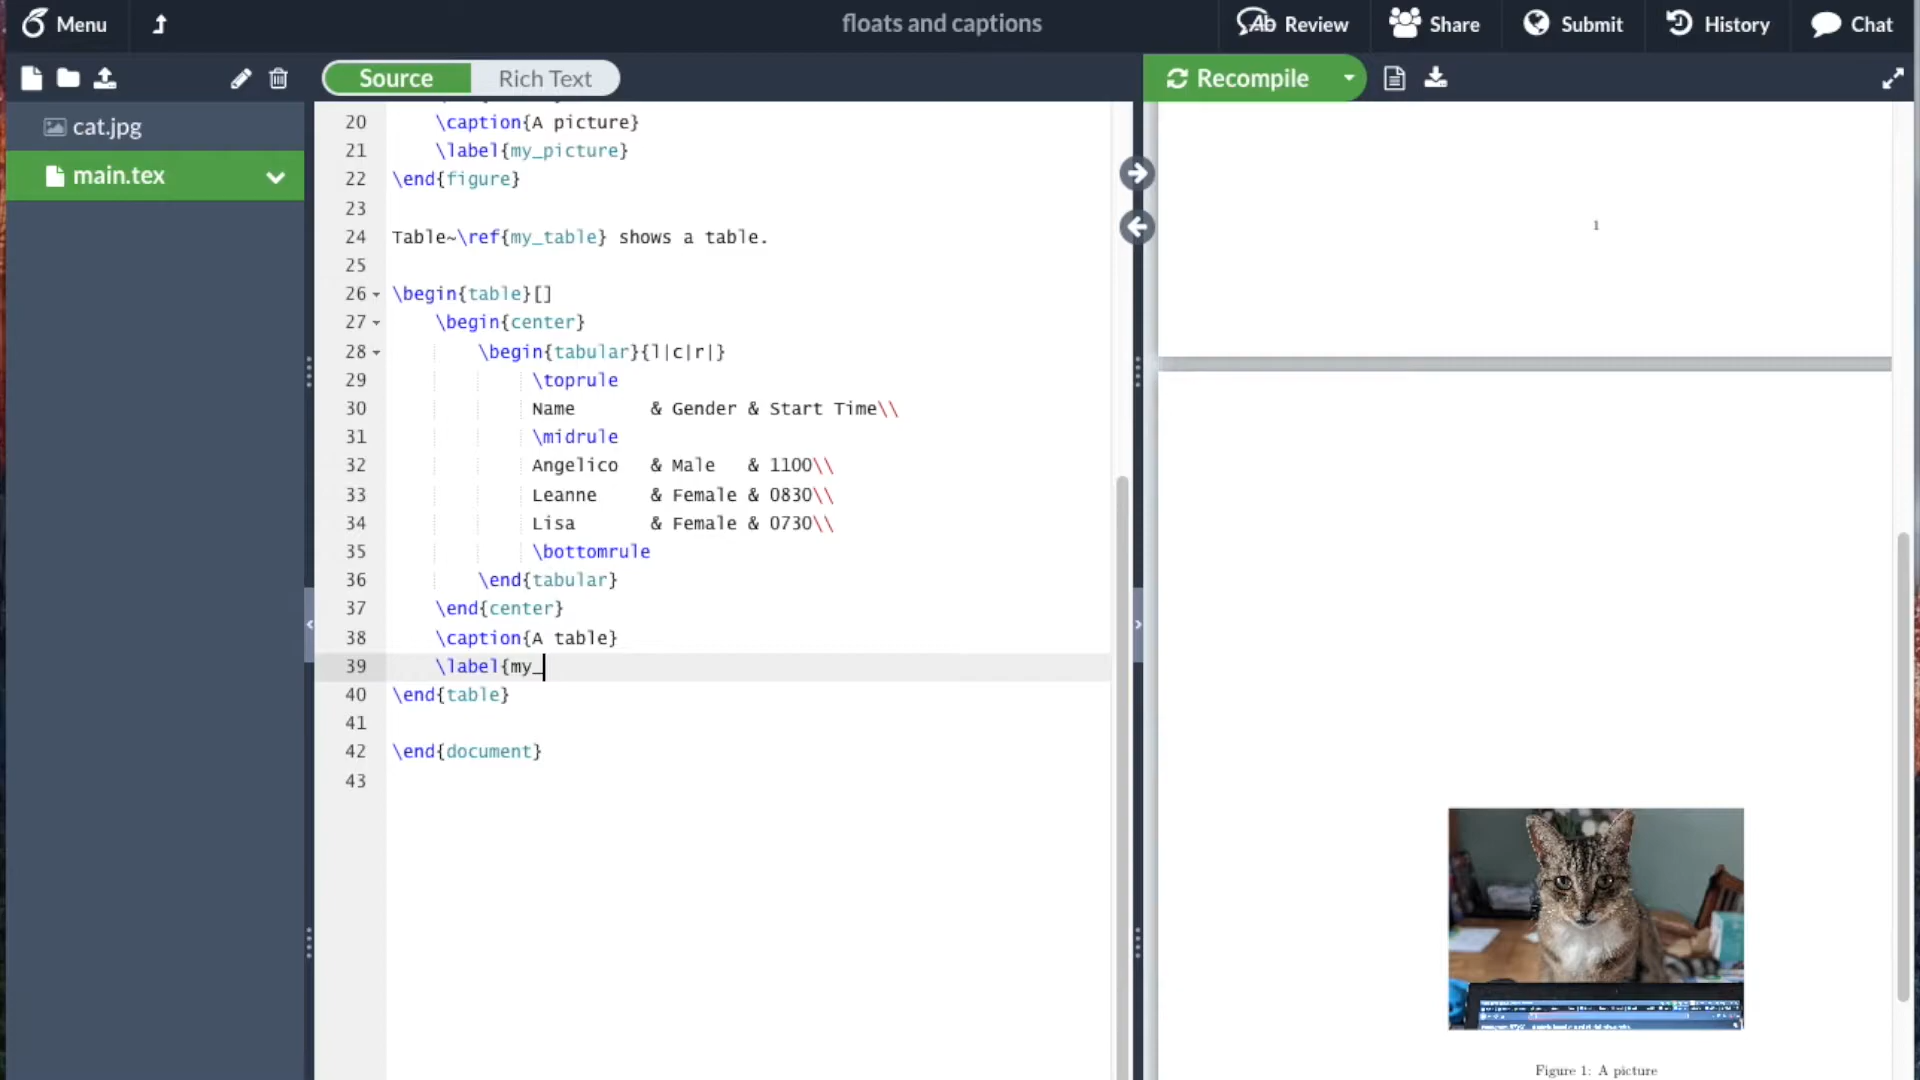 Menu
floats and captions
Review
Share
Submit
History
Chat
Source
Rich Text
Recompile
cat.jpg
main.tex
20 \caption{A picture}
21 \label{my_picture}
22 \end{figure}
23
24 Table~\ref{my_table} shows a table.
25
26 \begin{table}[]
27 \begin{center}
28 \begin{tabular}{l|c|r|}
29 \toprule
30 Name & Gender & Start Time\\
31 \midrule
32 Angelico & Male & 1100\\
33 Leanne & Female & 0830\\
34 Lisa & Female & 0730\\
35 \bottomrule
36 \end{tabular}
37 \end{center}
38 \caption{A table}
39 \label{my_
40 \end{table}
41
42 \end{document}
43
1
Figure 1: A picture